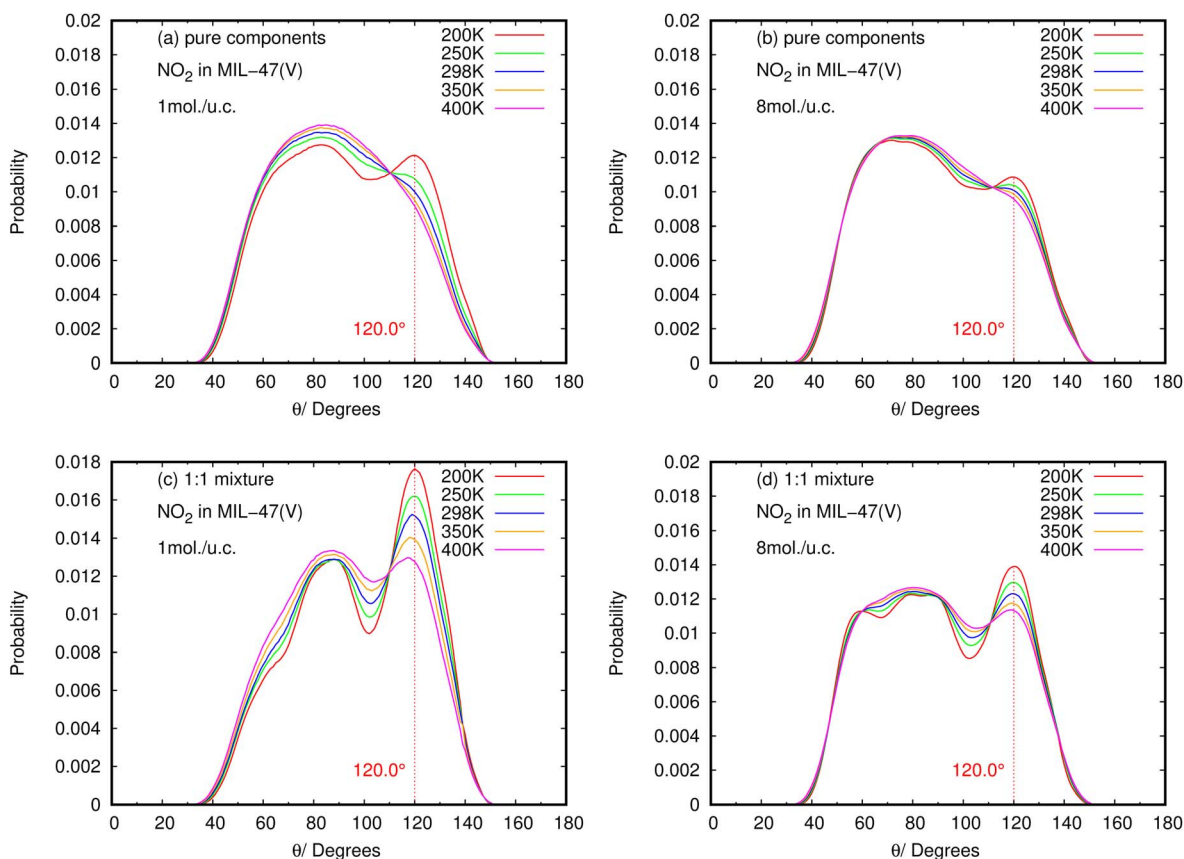 0.02
0.018
0.016
0.014
0.012
0.01
0.008
0.006
0.004
0.002
0
Probability
(a) pure components
NO₂ in MIL−47(V)
1mol./u.c.
200K
250K
298K
350K
400K
120.0°
0 20 40 60 80 100 120 140 160 180
θ/ Degrees
0.02
0.018
0.016
0.014
0.012
0.01
0.008
0.006
0.004
0.002
0
Probability
(b) pure components
NO₂ in MIL−47(V)
8mol./u.c.
200K
250K
298K
350K
400K
120.0°
0 20 40 60 80 100 120 140 160 180
θ/ Degrees
0.018
0.016
0.014
0.012
0.01
0.008
0.006
0.004
0.002
0
Probability
(c) 1:1 mixture
NO₂ in MIL−47(V)
1mol./u.c.
200K
250K
298K
350K
400K
120.0°
0 20 40 60 80 100 120 140 160 180
θ/ Degrees
0.02
0.018
0.016
0.014
0.012
0.01
0.008
0.006
0.004
0.002
0
Probability
(d) 1:1 mixture
NO₂ in MIL−47(V)
8mol./u.c.
200K
250K
298K
350K
400K
120.0°
0 20 40 60 80 100 120 140 160 180
θ/ Degrees